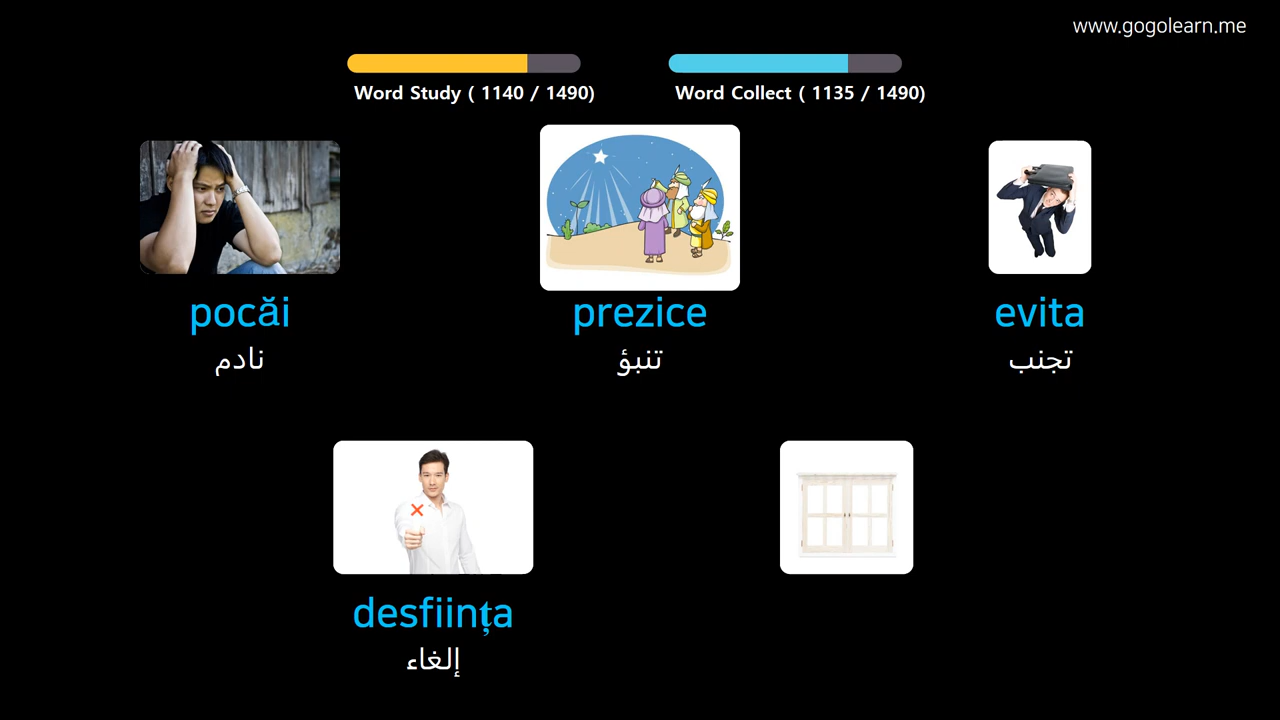 www.gogolearn.me
Word Study ( 1140 / 1490)
Word Collect ( 1135 / 1490)
pocăi
نادم
prezice
تنبؤ
evita
تجنب
desființa
إلغاء